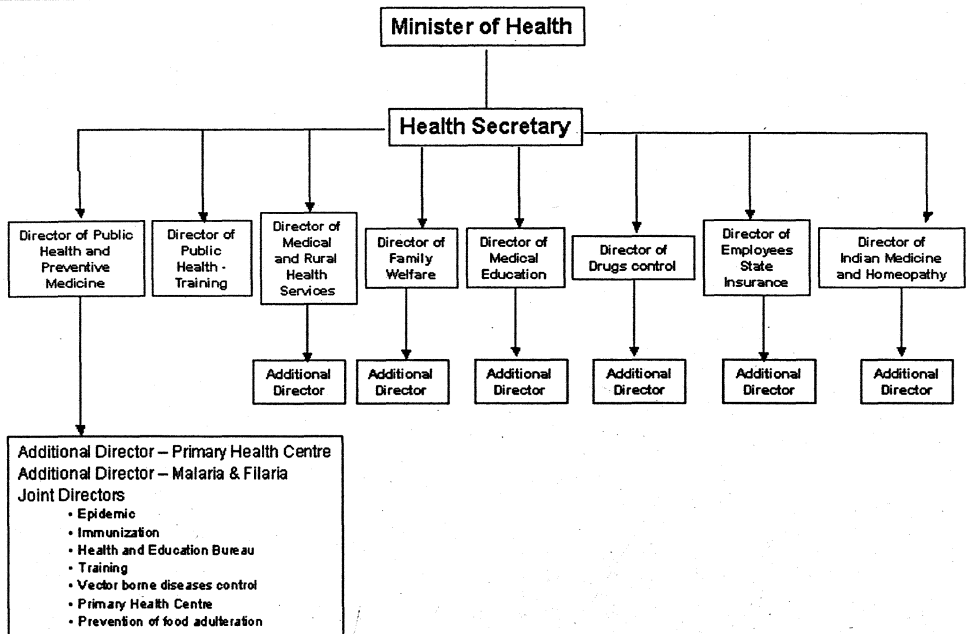 Minister of Health
Health Secretary
Director of Public
Health and
Preventive
Medicine
Director of
Public
Health -
Training
Director of
Medical
and Rural
Health
Services
Director of
Family
Welfare
Director of
Medical
Education
Director of
Drugs control
Director of
Employees
State
Insurance
Director of
Indian Medicine
and Homeopathy
Additional
Director
Additional
Director
Additional
Director
Additional
Director
Additional
Director
Additional
Director
Additional Director – Primary Health Centre
Additional Director – Malaria & Filaria
Joint Directors
• Epidemic
• Immunization
• Health and Education Bureau
• Training
• Vector borne diseases control
• Primary Health Centre
• Prevention of food adulteration